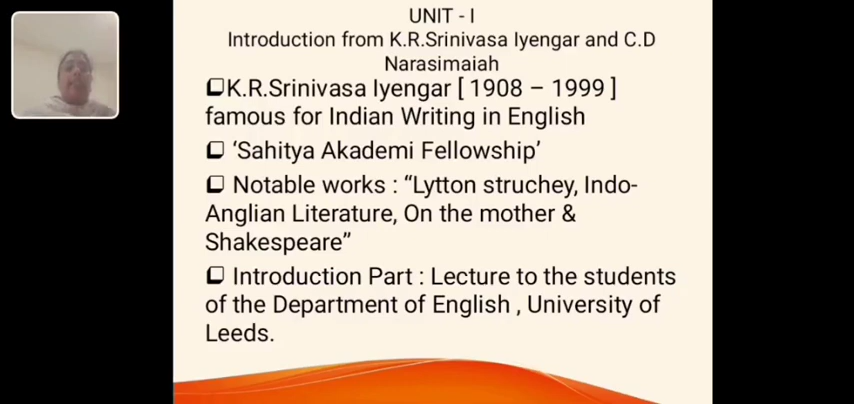 UNIT - I
Introduction from K.R.Srinivasa Iyengar and C.D
Narasimaiah
❑K.R.Srinivasa Iyengar [ 1908 – 1999 ]
famous for Indian Writing in English
❑ ‘Sahitya Akademi Fellowship’
❑ Notable works : “Lytton struchey, Indo-
Anglian Literature, On the mother &
Shakespeare”
❑ Introduction Part : Lecture to the students
of the Department of English , University of
Leeds.